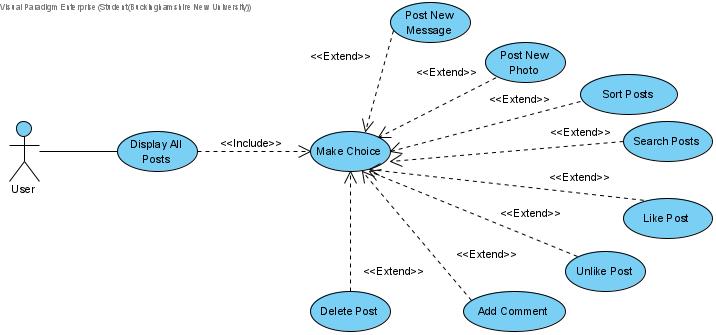 Visual Paradigm Enterprise (Student(Buckinghamshire New University))
Post New
Message
<<Extend>>
Post New
Photo
<<Extend>>
Sort Posts
<<Extend>>
<<Extend>>
Search Posts
User
Display All
Posts
<<Include>>
Make Choice
<<Extend>>
Like Post
<<Extend>>
<<Extend>>
Unlike Post
<<Extend>>
Delete Post
Add Comment